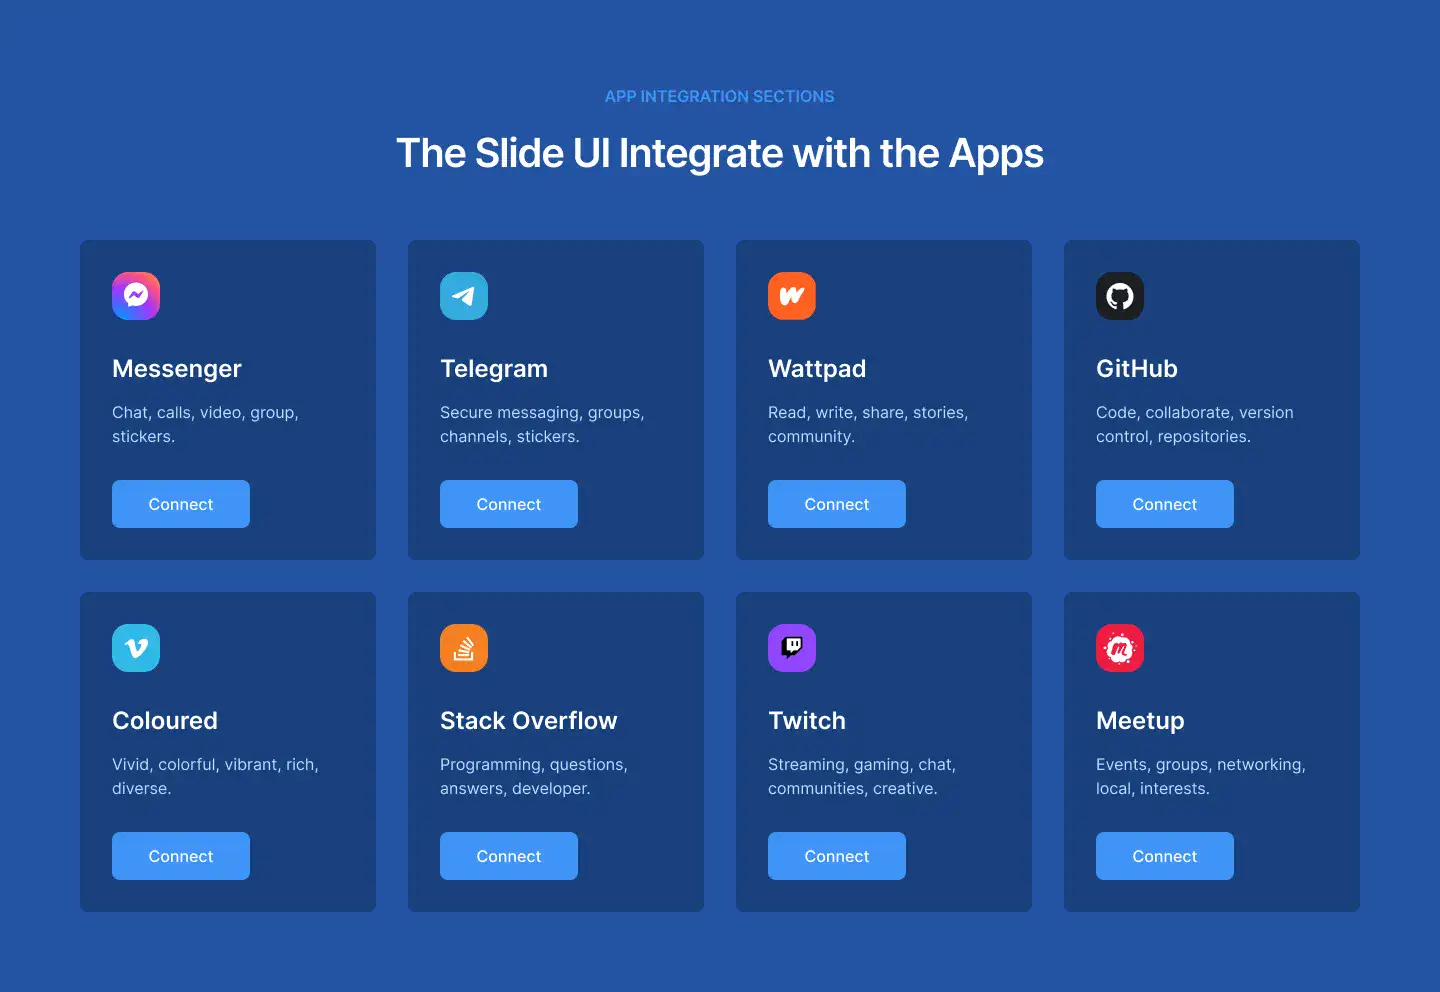 APP INTEGRATION SECTIONS
The Slide UI Integrate with the Apps
Messenger
Chat, calls, video, group,
stickers.
Connect
Telegram
Secure messaging, groups,
channels, stickers.
Connect
Wattpad
Read, write, share, stories,
community.
Connect
GitHub
Code, collaborate, version
control, repositories.
Connect
Coloured
Vivid, colorful, vibrant, rich,
diverse.
Connect
Stack Overflow
Programming, questions,
answers, developer.
Connect
Twitch
Streaming, gaming, chat,
communities, creative.
Connect
Meetup
Events, groups, networking,
local, interests.
Connect